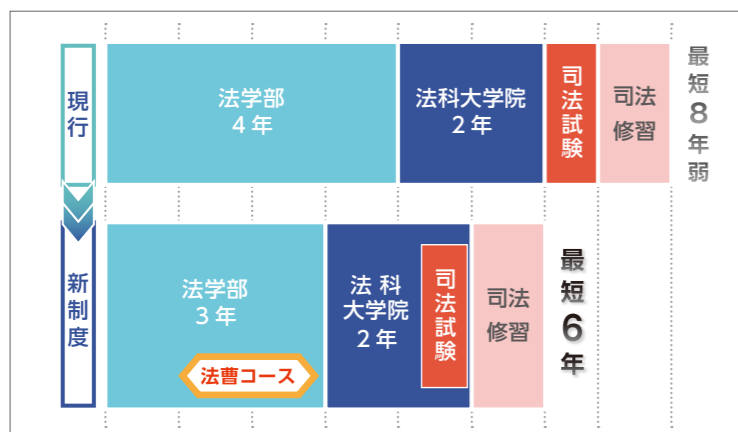 現行
法学部
4年
法科大学院
2年
司法試験
司法
修習
最短8年弱
新制度
法学部
3年
法曹コース
法科
大学院
2年
司法試験
司法
修習
最短6年